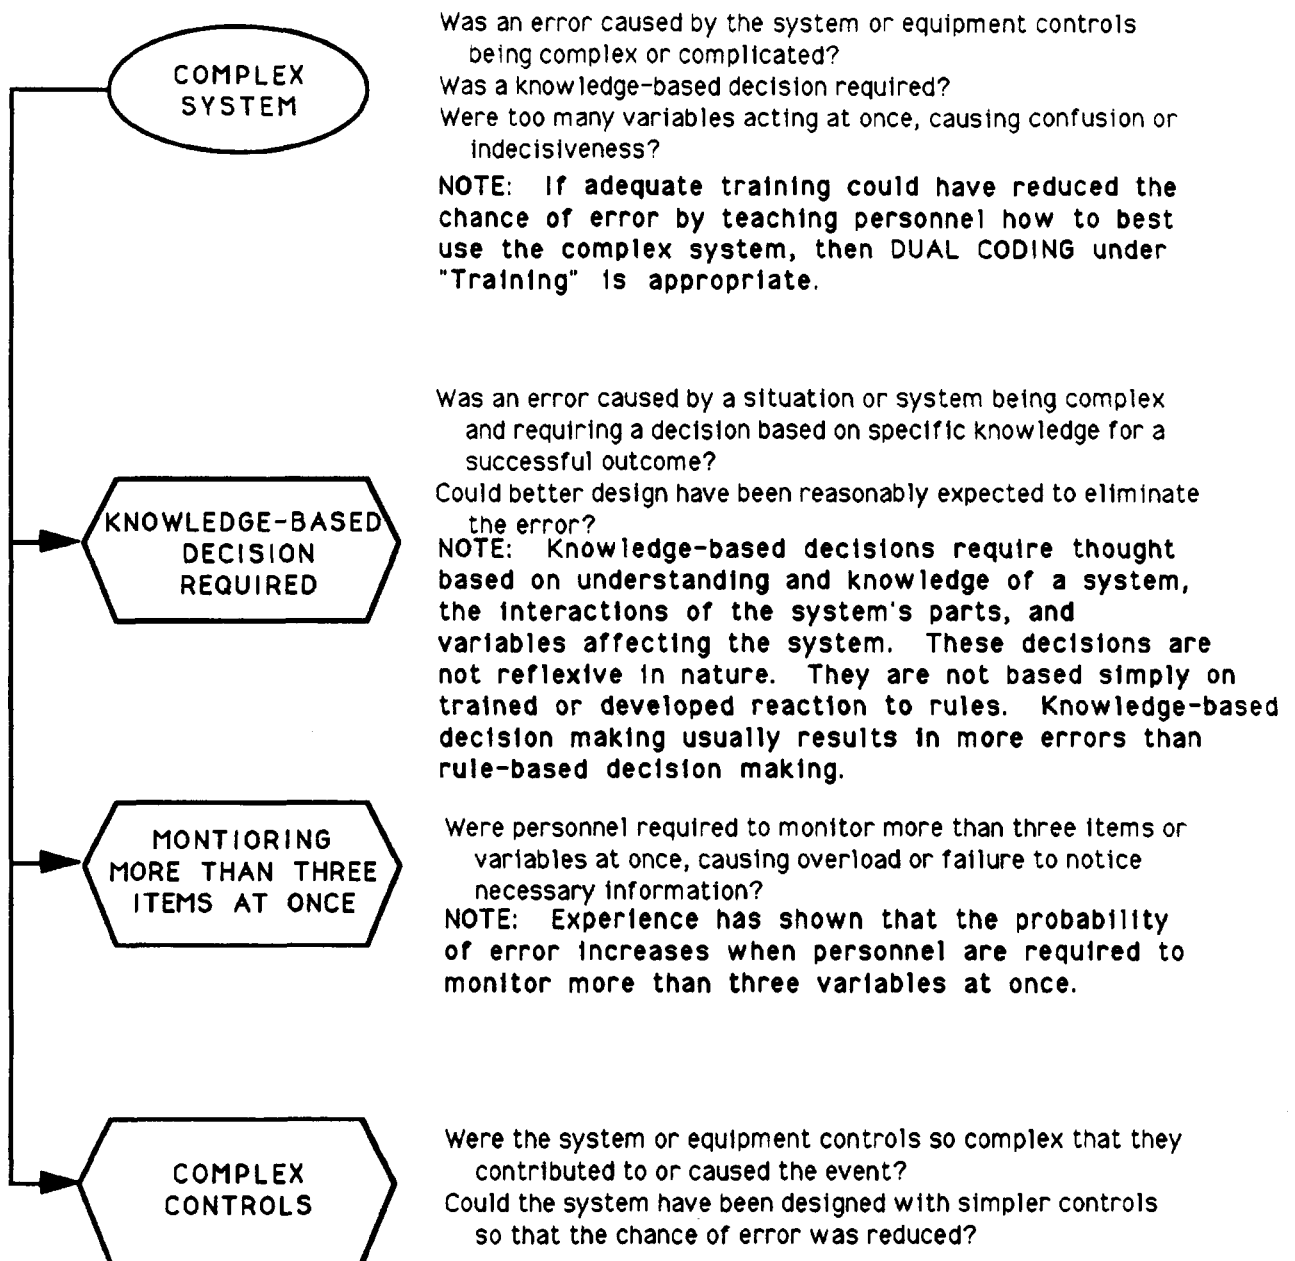 COMPLEX
SYSTEM
Was an error caused by the system or equipment controls
being complex or complicated?
Was a knowledge-based decision required?
Were too many variables acting at once, causing confusion or
indecisiveness?
NOTE: If adequate training could have reduced the
chance of error by teaching personnel how to best
use the complex system, then DUAL CODING under
"Training" is appropriate.
KNOWLEDGE-BASED
DECISION
REQUIRED
Was an error caused by a situation or system being complex
and requiring a decision based on specific knowledge for a
successful outcome?
Could better design have been reasonably expected to eliminate
the error?
NOTE: Knowledge-based decisions require thought
based on understanding and knowledge of a system,
the interactions of the system's parts, and
variables affecting the system. These decisions are
not reflexive in nature. They are not based simply on
trained or developed reaction to rules. Knowledge-based
decision making usually results in more errors than
rule-based decision making.
MONTIORING
MORE THAN THREE
ITEMS AT ONCE
Were personnel required to monitor more than three items or
variables at once, causing overload or failure to notice
necessary information?
NOTE: Experience has shown that the probability
of error increases when personnel are required to
monitor more than three variables at once.
COMPLEX
CONTROLS
Were the system or equipment controls so complex that they
contributed to or caused the event?
Could the system have been designed with simpler controls
so that the chance of error was reduced?